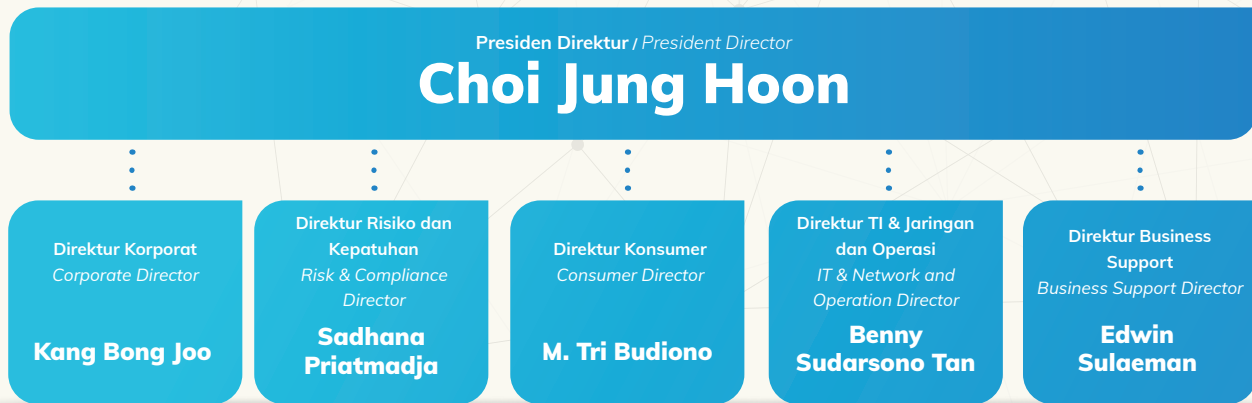 Presiden Direktur / President Director
Choi Jung Hoon
Direktur Korporat
Corporate Director
Kang Bong Joo
Direktur Risiko dan
Kepatuhan
Risk & Compliance
Director
Sadhana
Priatmadja
Direktur Konsumer
Consumer Director
M. Tri Budiono
Direktur TI & Jaringan
dan Operasi
IT & Network and
Operation Director
Benny
Sudarsono Tan
Direktur Business
Support
Business Support Director
Edwin
Sulaeman